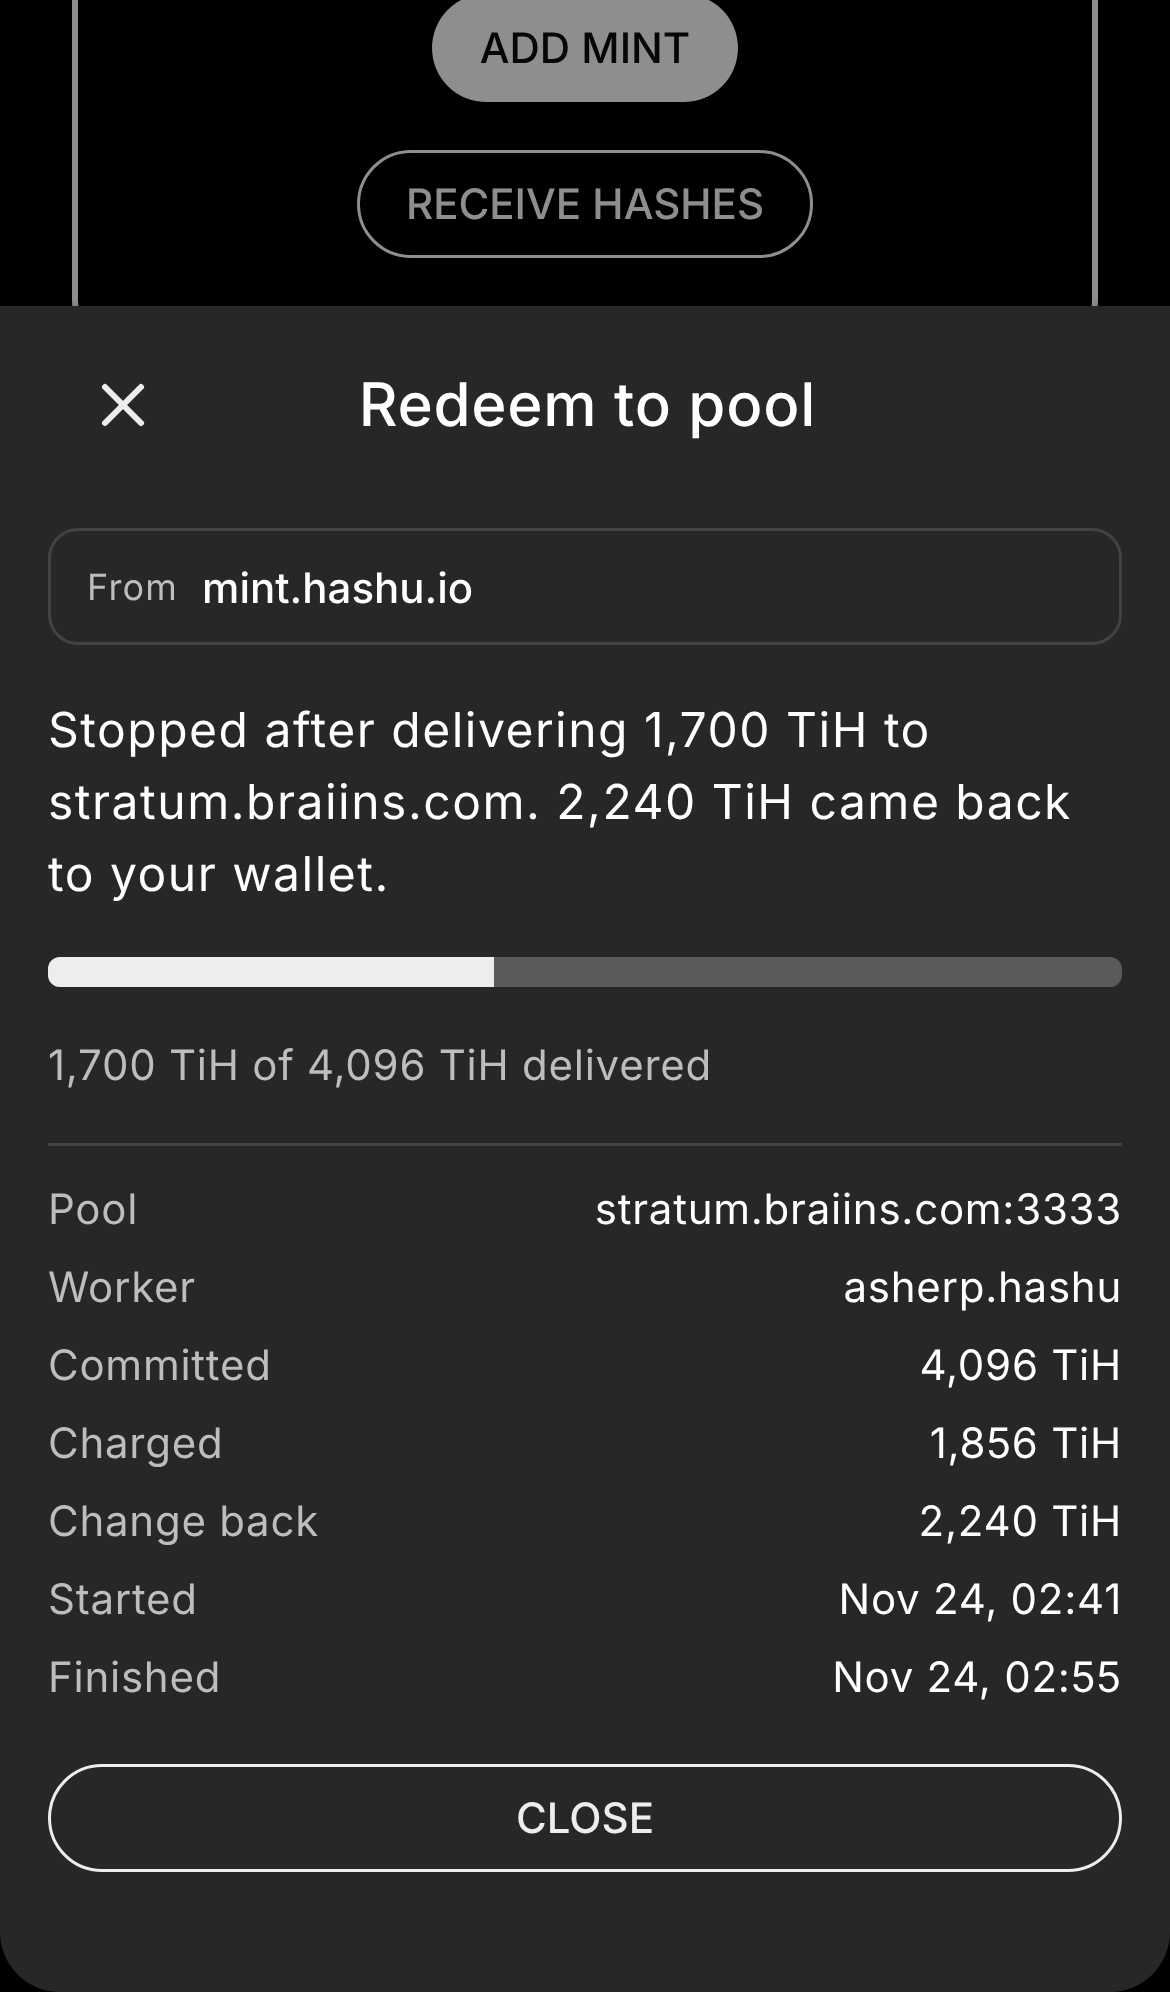 ADD MINT
RECEIVE HASHES
Redeem to pool
From mint.hashu.io
Stopped after delivering 1,700 TiH to
stratum.braiins.com. 2,240 TiH came back
to your wallet.
1,700 TiH of 4,096 TiH delivered
Pool stratum.braiins.com:3333
Worker asherp.hashu
Committed 4,096 TiH
Charged 1,856 TiH
Change back 2,240 TiH
Started Nov 24, 02:41
Finished Nov 24, 02:55
CLOSE